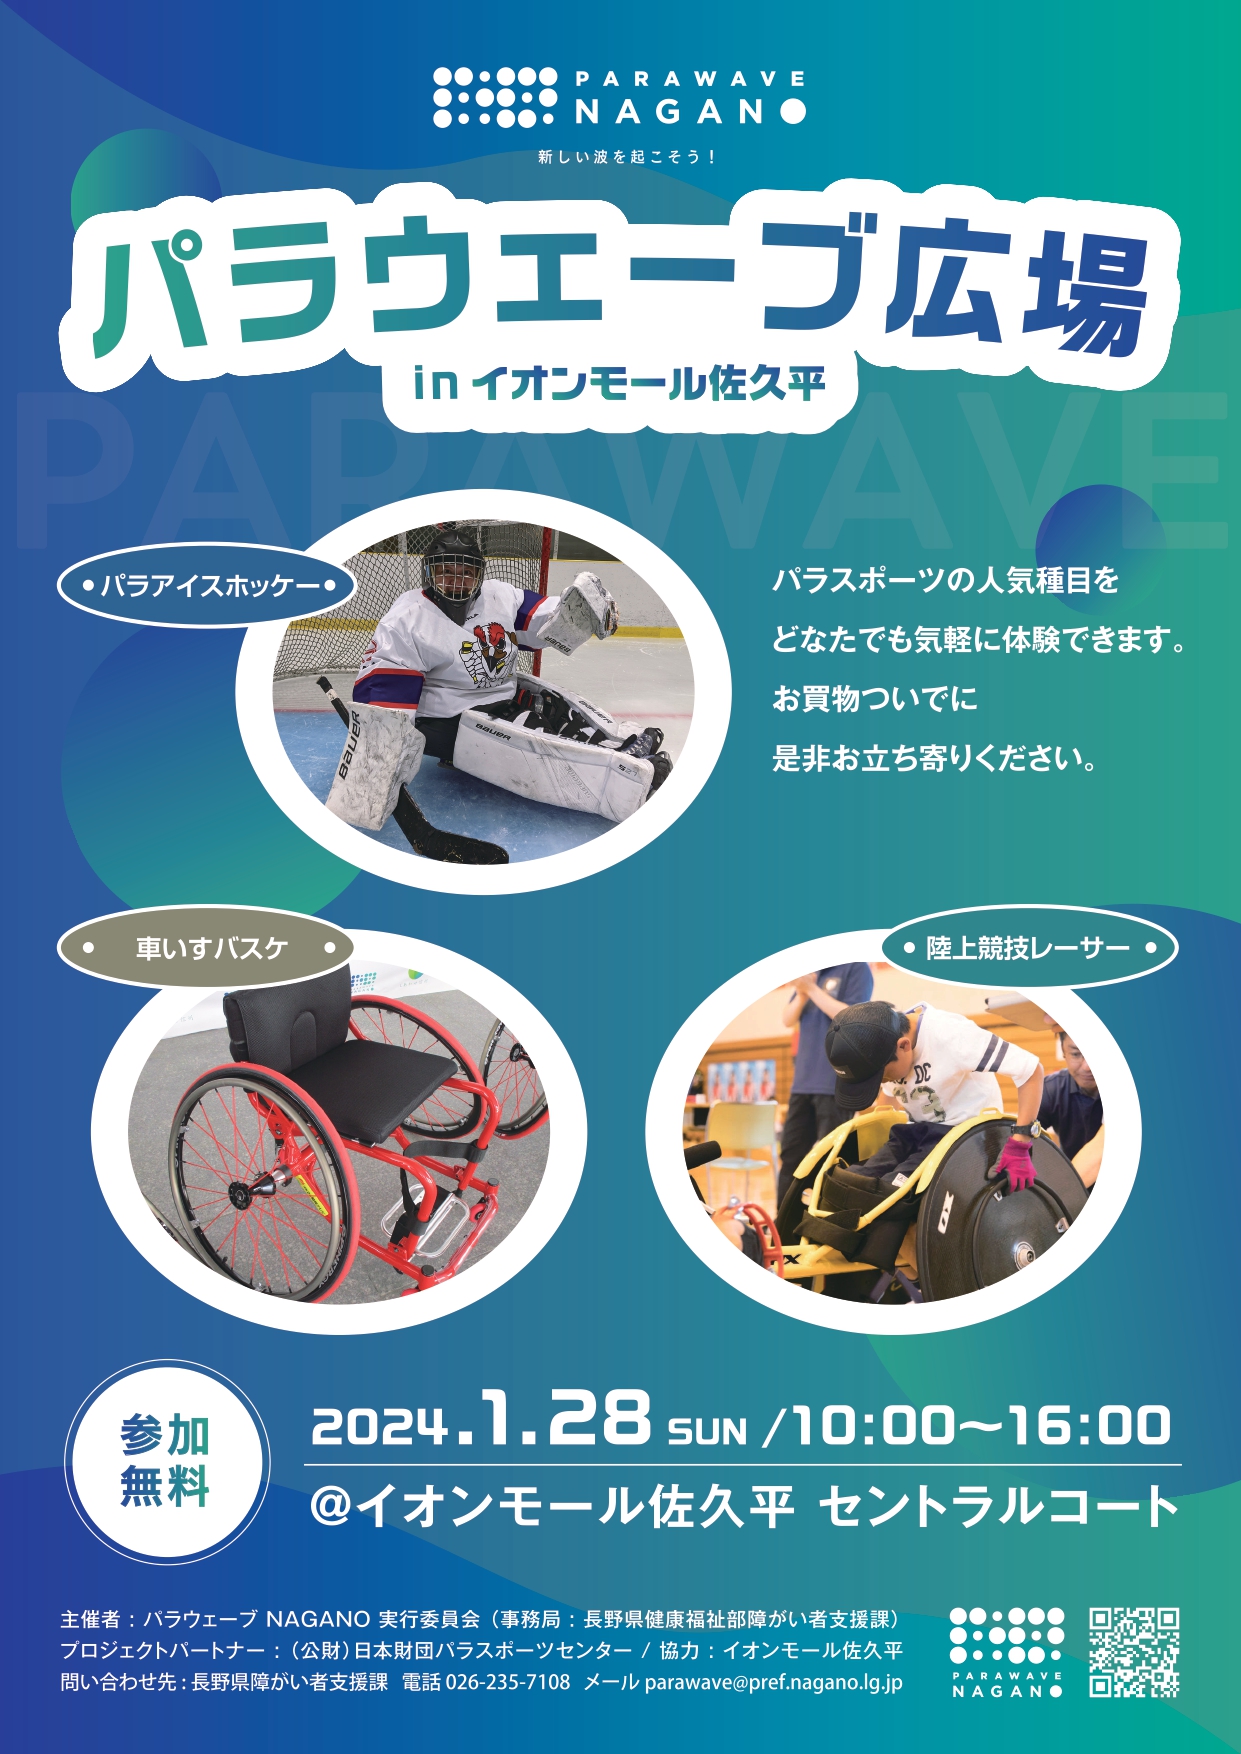 PARAWAVE
NAGANO
新しい波を起こそう！
パラウェーブ広場
in イオンモール佐久平
PARAWAVE
パラアイスホッケー
パラスポーツの人気種目を
どなたでも気軽に体験できます。
お買物ついでに
是非お立ち寄りください。
BAUER
BAUER
BAUER
車いすバスケ
陸上競技レーサー
DC
OX
参加
無料
2024.1.28 SUN /10:00~16:00
@イオンモール佐久平 セントラルコート
主催者：パラウェーブ NAGANO 実行委員会（事務局：長野県健康福祉部障がい者支援課）
プロジェクトパートナー：（公財）日本財団パラスポーツセンター / 協力：イオンモール佐久平
問い合わせ先：長野県障がい者支援課 電話 026-235-7108 メール parawave@pref.nagano.lg.jp
PARAWAVE
NAGANO